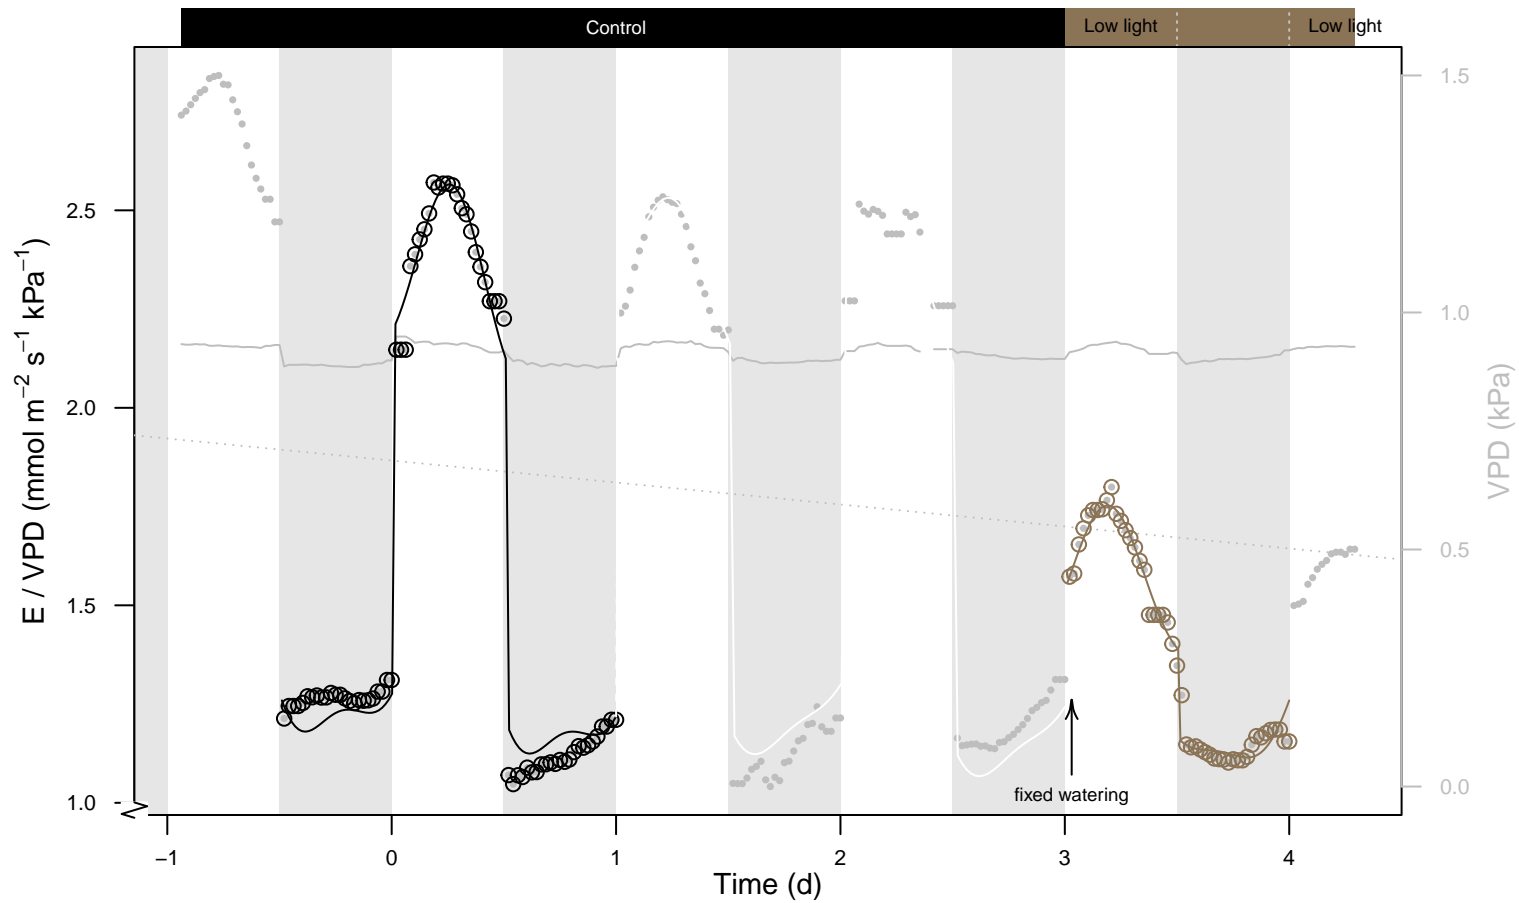 Control
Low light
Low light
E / VPD (mmol m⁻² s⁻¹ kPa⁻¹)
2.5
2.0
1.5
1.0
1.5
1.0
0.5
0.0
VPD (kPa)
fixed watering
−1
0
1
2
3
4
Time (d)